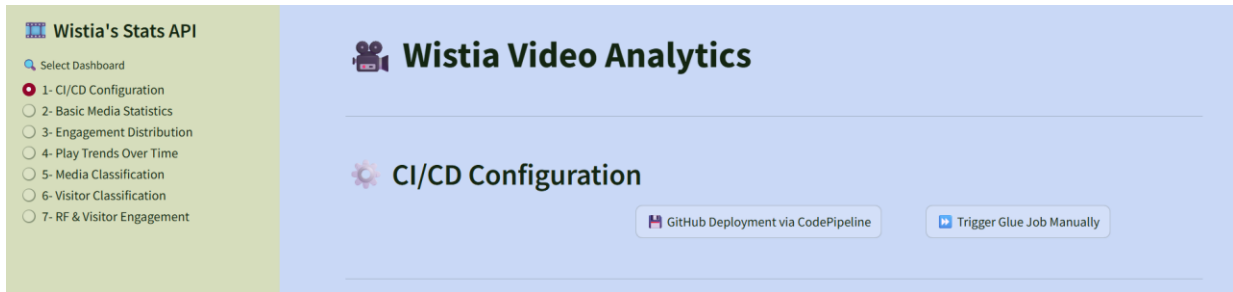 Wistia's Stats API
Select Dashboard
1- CI/CD Configuration
2- Basic Media Statistics
3- Engagement Distribution
4- Play Trends Over Time
5- Media Classification
6- Visitor Classification
7- RF & Visitor Engagement
Wistia Video Analytics
CI/CD Configuration
GitHub Deployment via CodePipeline
Trigger Glue Job Manually